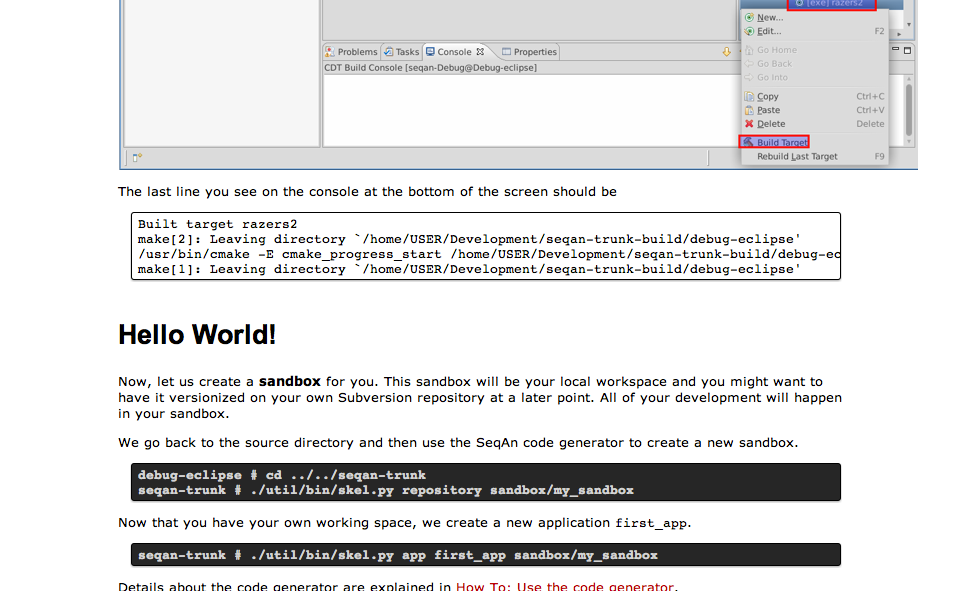 [exe] razers2
New...
Edit... F2
Go Home
Go Back
Go Into
Problems Tasks Console Properties
CDT Build Console [seqan-Debug@Debug-eclipse]
Copy Ctrl+C
Paste Ctrl+V
Delete Delete
Build Target
Rebuild Last Target F9
The last line you see on the console at the bottom of the screen should be
Built target razers2
make[2]: Leaving directory `/home/USER/Development/seqan-trunk-build/debug-eclipse'
/usr/bin/cmake -E cmake_progress_start /home/USER/Development/seqan-trunk-build/debug-ec
make[1]: Leaving directory `/home/USER/Development/seqan-trunk-build/debug-eclipse'
Hello World!
Now, let us create a sandbox for you. This sandbox will be your local workspace and you might want to
have it versionized on your own Subversion repository at a later point. All of your development will happen
in your sandbox.
We go back to the source directory and then use the SeqAn code generator to create a new sandbox.
debug-eclipse # cd ../../seqan-trunk
seqan-trunk # ./util/bin/skel.py repository sandbox/my_sandbox
Now that you have your own working space, we create a new application first_app.
seqan-trunk # ./util/bin/skel.py app first_app sandbox/my_sandbox
Details about the code generator are explained in How To: Use the code generator.